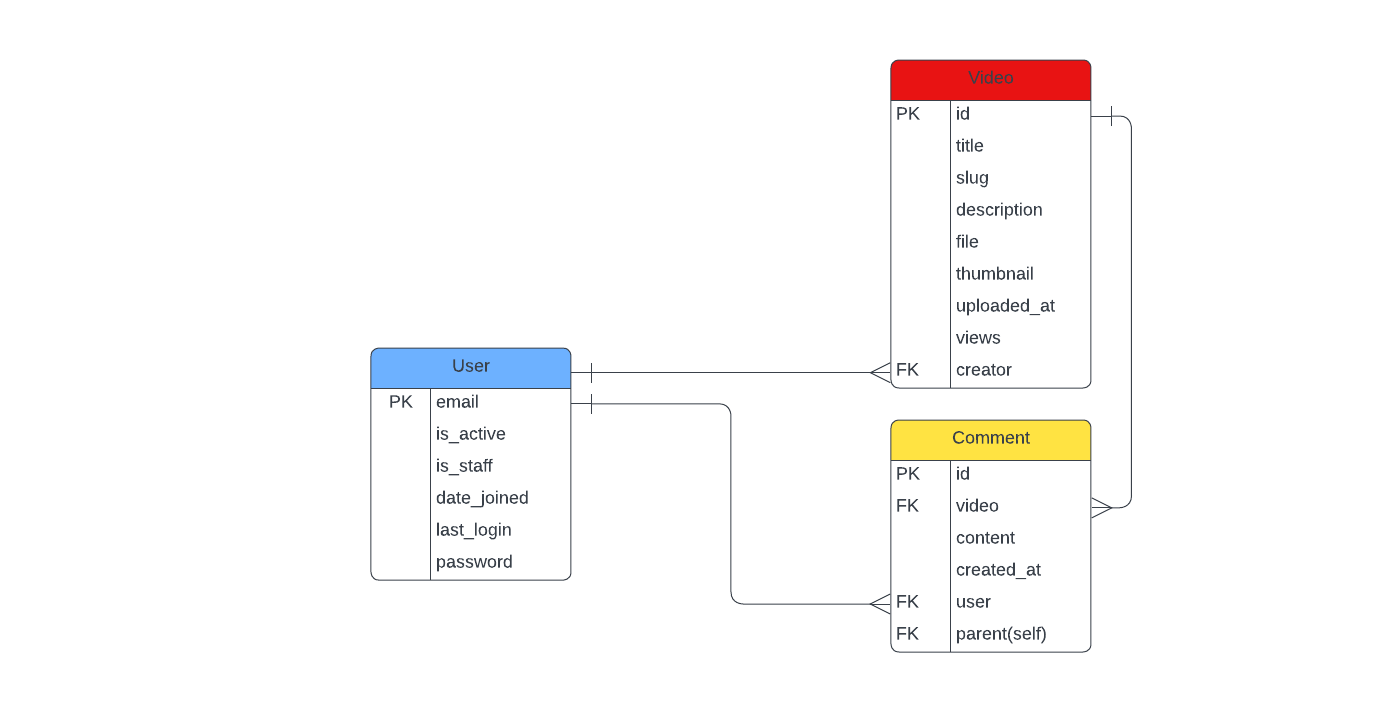 Video
PK id
title
slug
description
file
thumbnail
uploaded_at
views
FK creator
User
PK email
is_active
is_staff
date_joined
last_login
password
Comment
PK id
FK video
content
created_at
FK user
FK parent(self)